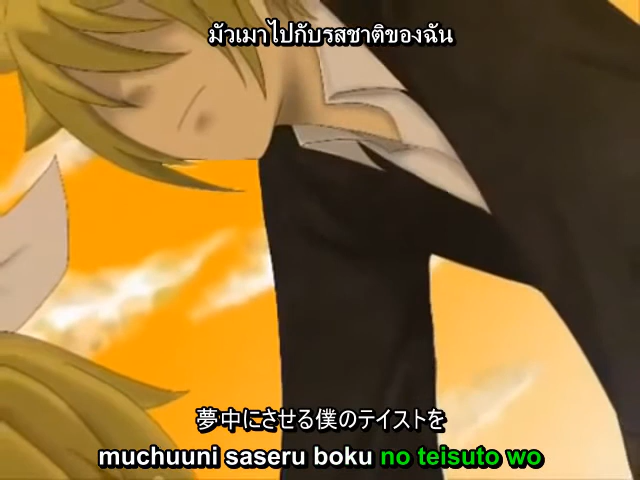 มัวเมาไปกับรสชาติของฉัน
夢中にさせる僕のテイストを
muchuuni saseru boku no teisuto wo